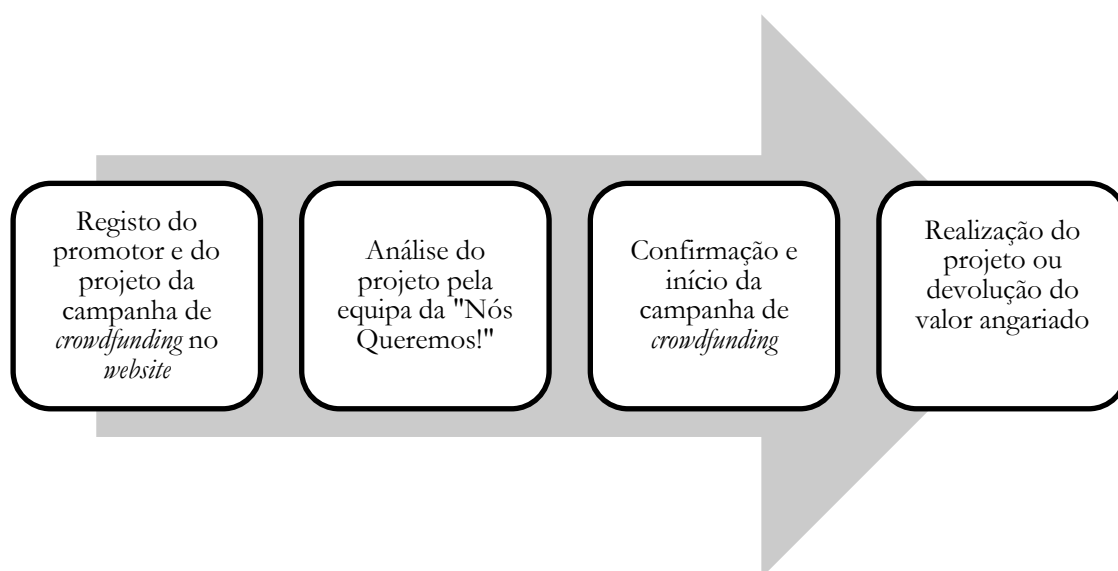 Registo do
promotor e do
projeto da
campanha de
crowdfunding no
website
Análise do
projeto pela
equipa da "Nós
Queremos!"
Confirmação e
início da
campanha de
crowdfunding
Realização do
projeto ou
devolução do
valor angariado